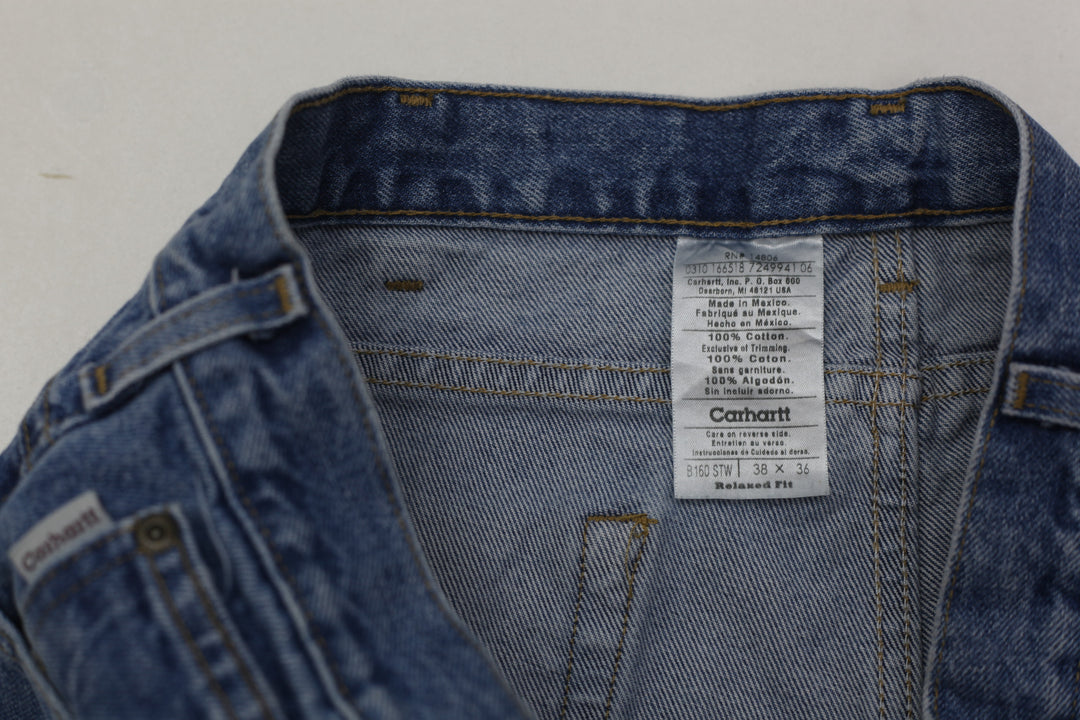 RN# 14806
0310 166518 7249941 06
Carhartt, Inc. P. O. Box 600
Dearborn, MI 48121 USA
Made in Mexico.
Fabriqué au Mexique.
Hecho en México.
100% Cotton.
Exclusive of Trimming.
100% Coton.
Sans garniture.
100% Algodón.
Sin incluir adorno.
Carhartt
Care on reverse side.
Entretien au verso.
Instrucciones de Cuidado al dorso.
B160 STW 38 X 36
Relaxed Fit
Carhartt